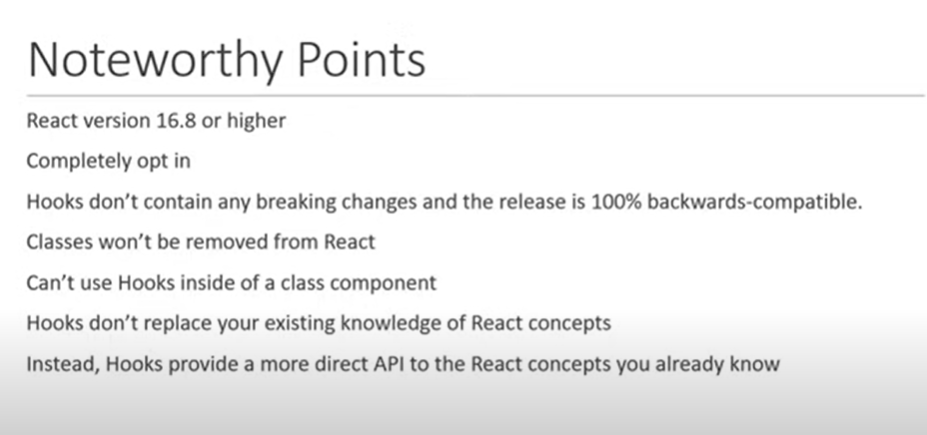 Noteworthy Points
React version 16.8 or higher
Completely opt in
Hooks don’t contain any breaking changes and the release is 100% backwards-compatible.
Classes won’t be removed from React
Can’t use Hooks inside of a class component
Hooks don’t replace your existing knowledge of React concepts
Instead, Hooks provide a more direct API to the React concepts you already know